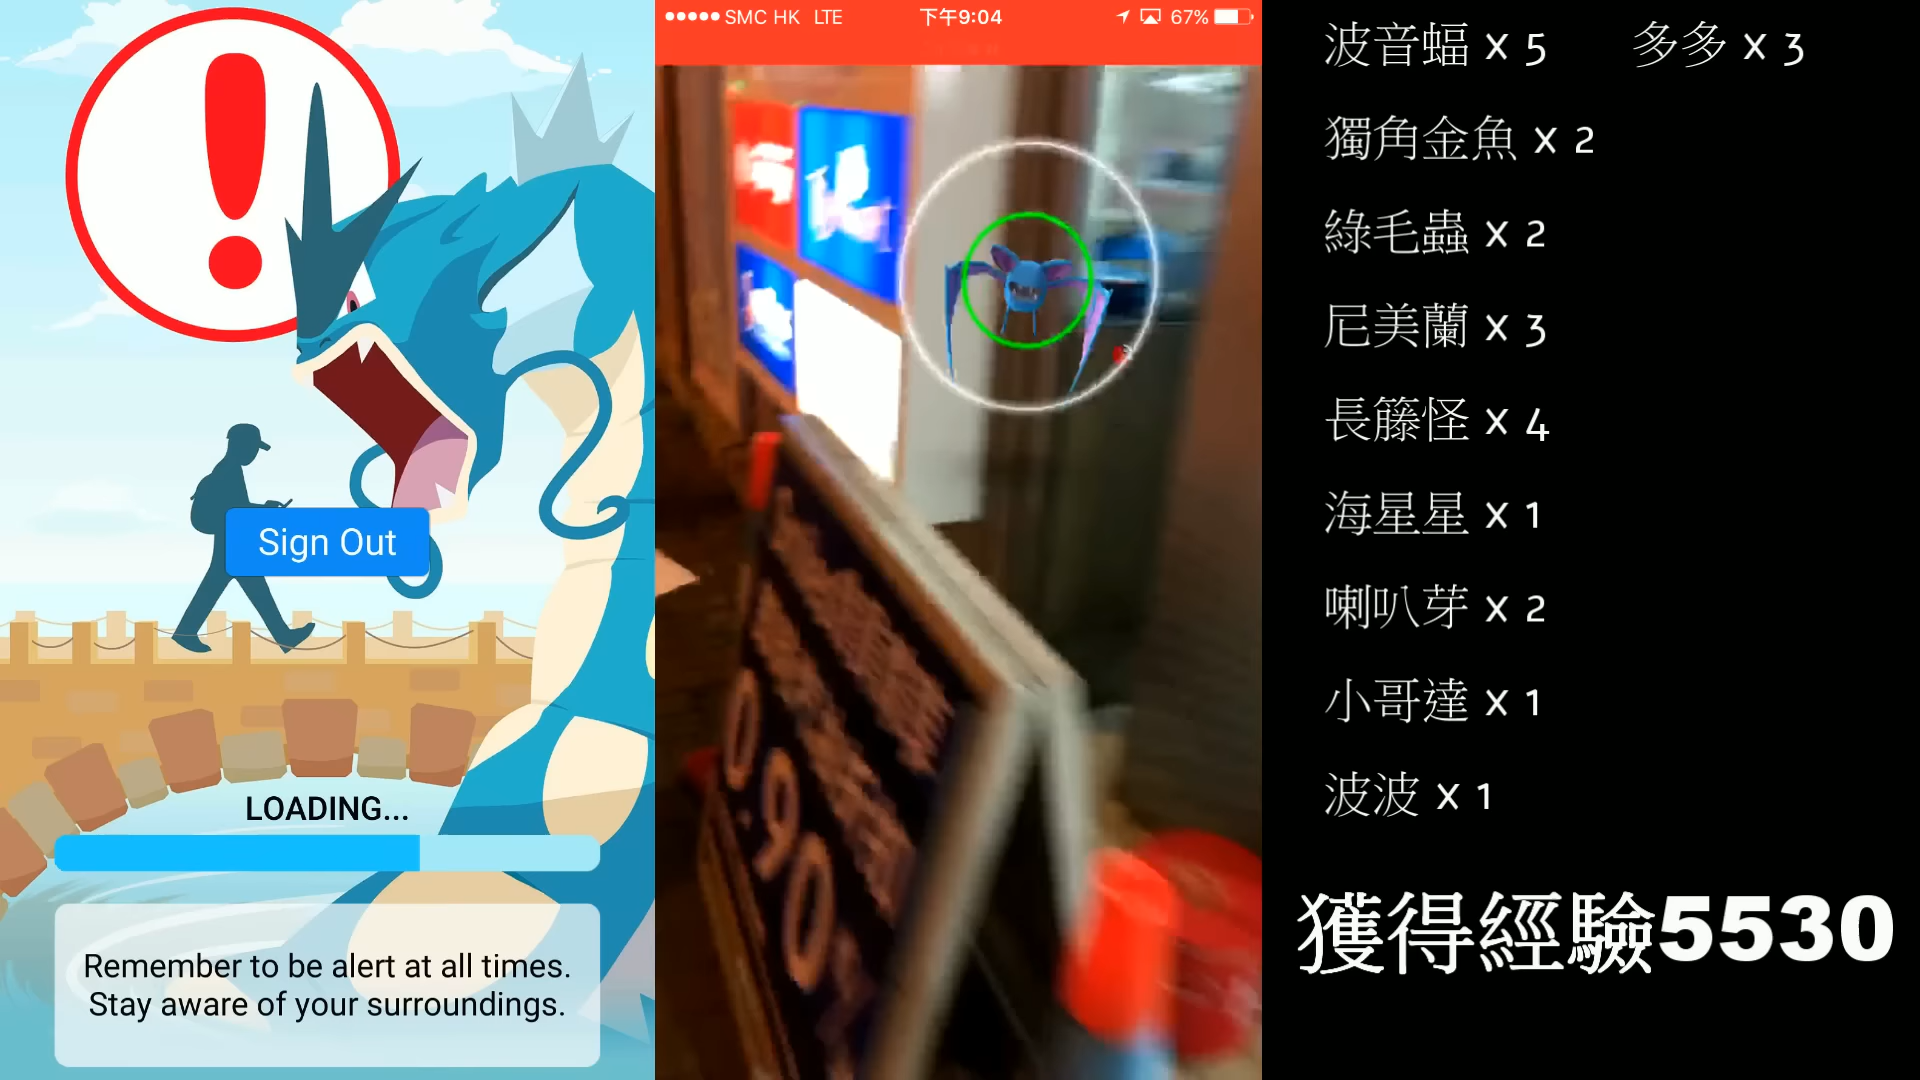 Sign Out
LOADING...
Remember to be alert at all times.
Stay aware of your surroundings.
SMC HK LTE 下午9:04 67%
波音蝠 x 5 多多 x 3
獨角金魚 x 2
綠毛蟲 x 2
尼美蘭 x 3
長籐怪 x 4
海星星 x 1
喇叭芽 x 2
小哥達 x 1
波波 x 1
獲得經驗5530